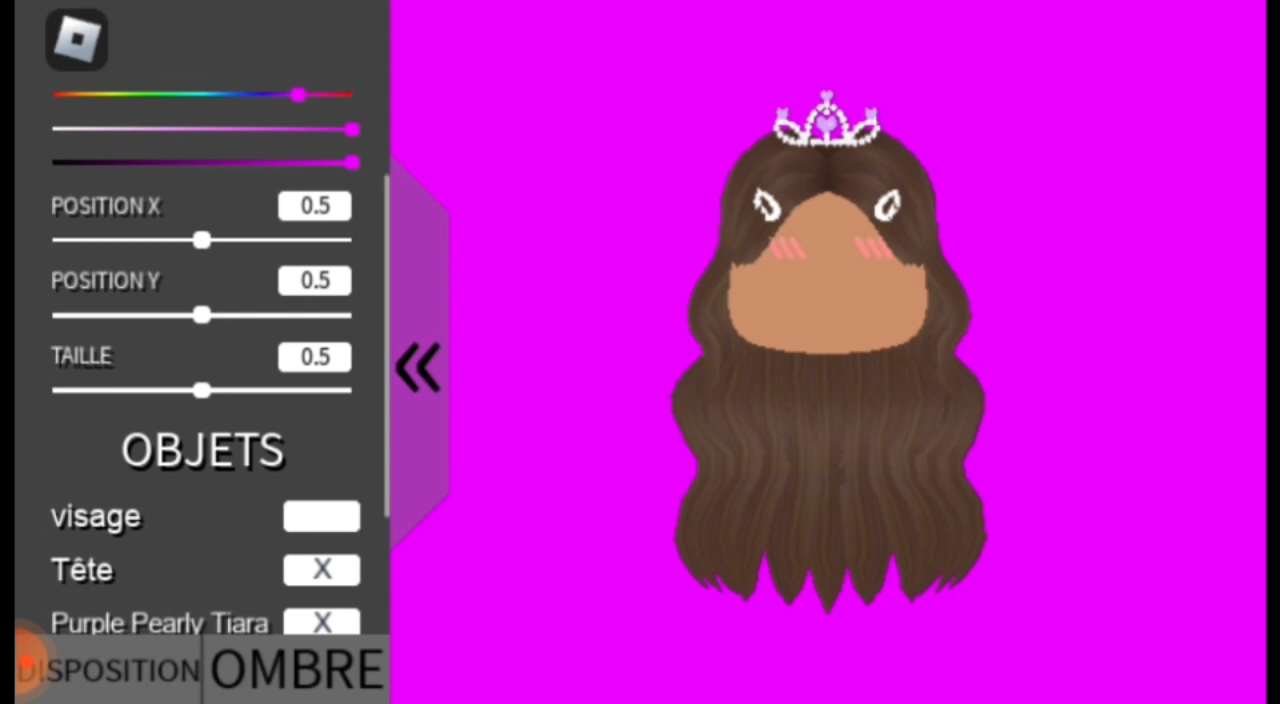 POSITION X 0.5
POSITION Y 0.5
TAILLE 0.5
OBJETS
visage
Tête X
Purple Pearly Tiara X
DISPOSITION OMBRE